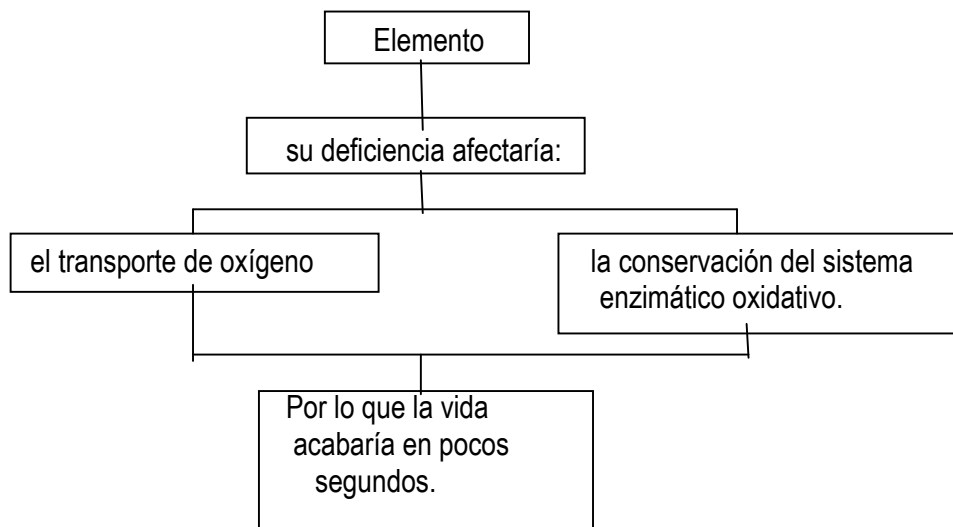 Elemento
su deficiencia afectaría:
el transporte de oxígeno
la conservación del sistema
enzimático oxidativo.
Por lo que la vida
acabaría en pocos
segundos.